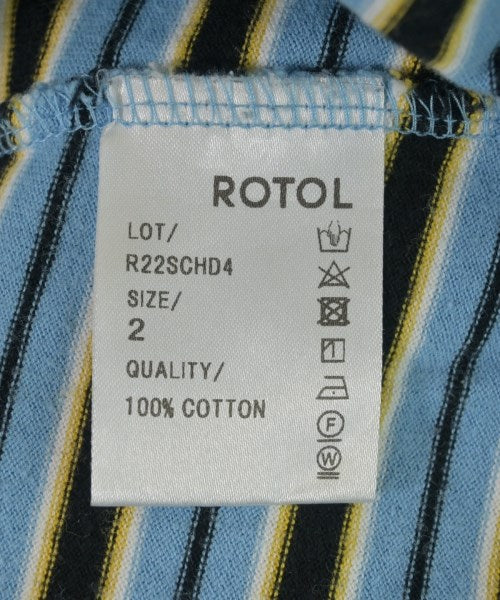 ROTOL
LOT/
R22SCHD4
SIZE/
2
QUALITY/
100% COTTON
F
W